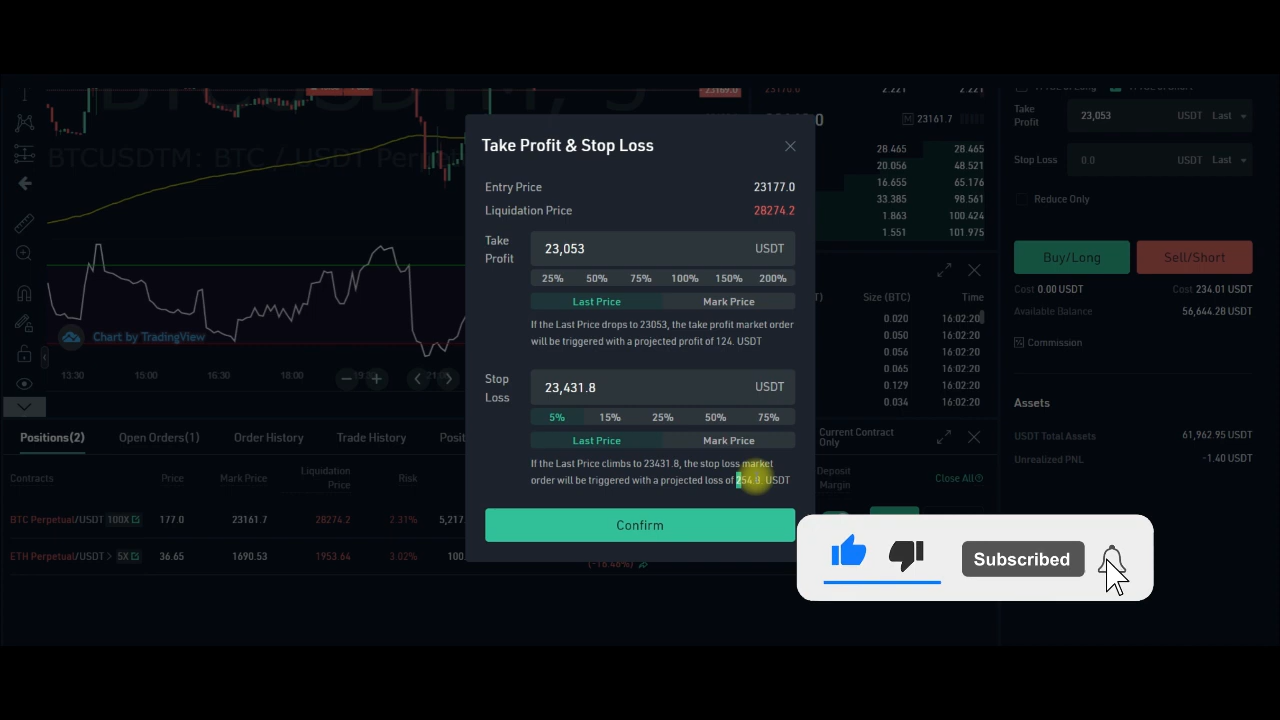 BTCUSDTM, 5
BTCUSDTM: BTC / USDT Per
Chart by TradingView
13:30 15:00 16:30 18:00
23161.7
28.465 28.465
20.056 48.521
16.655 65.176
33.385 98.561
1.863 100.424
1.551 101.975
Size (BTC) Time
0.020 16:02:20
0.050 16:02:20
0.056 16:02:20
0.065 16:02:20
0.129 16:02:20
0.034 16:02:20
Take Profit & Stop Loss
Entry Price 23177.0
Liquidation Price 28274.2
Take
Profit
23,053 USDT
25% 50% 75% 100% 150% 200%
Last Price Mark Price
If the Last Price drops to 23053, the take profit market order
will be triggered with a projected profit of 124. USDT
Stop
Loss
23,431.8 USDT
5% 15% 25% 50% 75%
Last Price Mark Price
If the Last Price climbs to 23431.8, the stop loss market
order will be triggered with a projected loss of 254.0. USDT
Confirm
Take
Profit
23,053 USDT Last
Stop Loss 0.0 USDT Last
Reduce Only
Buy/Long Sell/Short
Cost 0.00 USDT Cost 234.01 USDT
Available Balance 56,644.28 USDT
Commission
Assets
USDT Total Assets 61,962.95 USDT
Unrealized PNL -1.40 USDT
Positions(2) Open Orders(1) Order History Trade History Posit
Current Contract
Only
Contracts Price Mark Price Liquidation
Price Risk
Deposit
Margin
Close All
BTC Perpetual/USDT 100X 177.0 23161.7 28274.2 2.31% 5,217.
ETH Perpetual/USDT > 5X 36.65 1690.53 1953.64 3.02% 100.
(-18.48%)
Subscribed